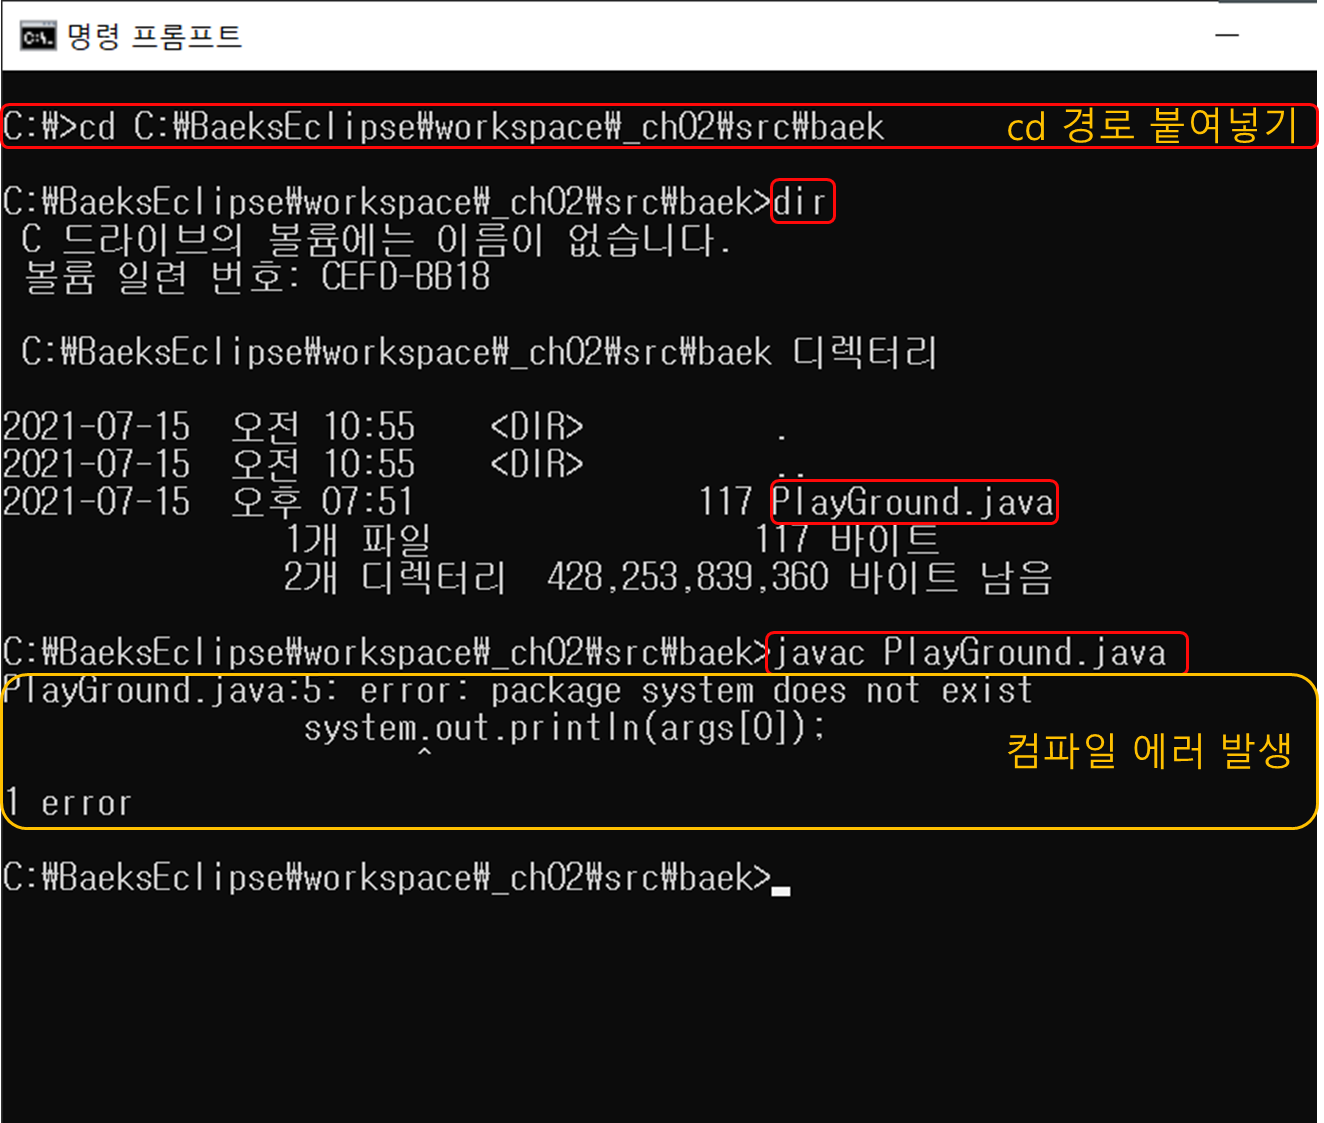 명령 프롬프트
C:₩>cd C:₩BaeksEclipse₩workspace₩_ch02₩src₩baek cd 경로 붙여넣기
C:₩BaeksEclipse₩workspace₩_ch02₩src₩baek>dir
C 드라이브의 볼륨에는 이름이 없습니다.
볼륨 일련 번호: CEFD-BB18
C:₩BaeksEclipse₩workspace₩_ch02₩src₩baek 디렉터리
2021-07-15 오전 10:55 <DIR> .
2021-07-15 오전 10:55 <DIR> ..
2021-07-15 오후 07:51 117 PlayGround.java
1개 파일 117 바이트
2개 디렉터리 428,253,839,360 바이트 남음
C:₩BaeksEclipse₩workspace₩_ch02₩src₩baek>javac PlayGround.java
PlayGround.java:5: error: package system does not exist
system.out.println(args[0]);
^
컴파일 에러 발생
1 error
C:₩BaeksEclipse₩workspace₩_ch02₩src₩baek>